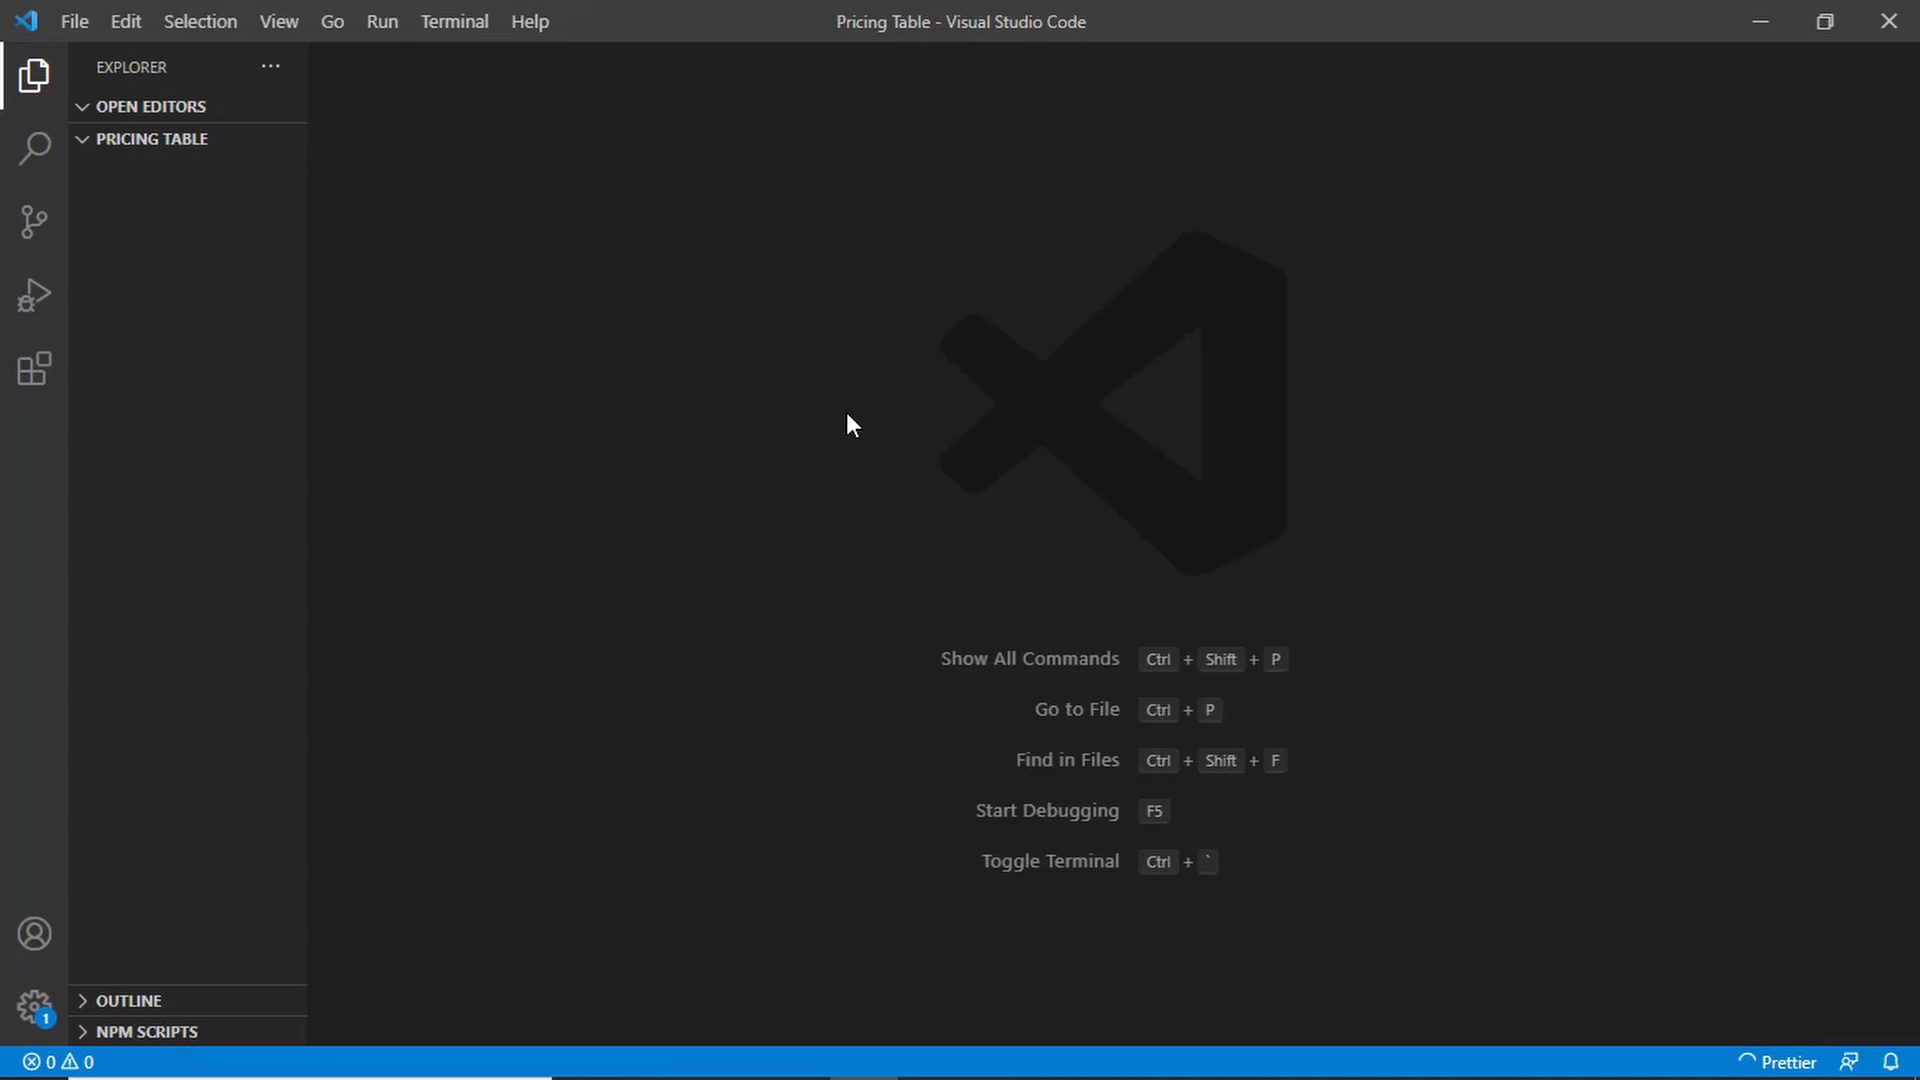 File Edit Selection View Go Run Terminal Help
Pricing Table - Visual Studio Code
EXPLORER ...
OPEN EDITORS
PRICING TABLE
Show All Commands Ctrl + Shift + P
Go to File Ctrl + P
Find in Files Ctrl + Shift + F
Start Debugging F5
Toggle Terminal Ctrl + `
OUTLINE
1
NPM SCRIPTS
0 0
Prettier